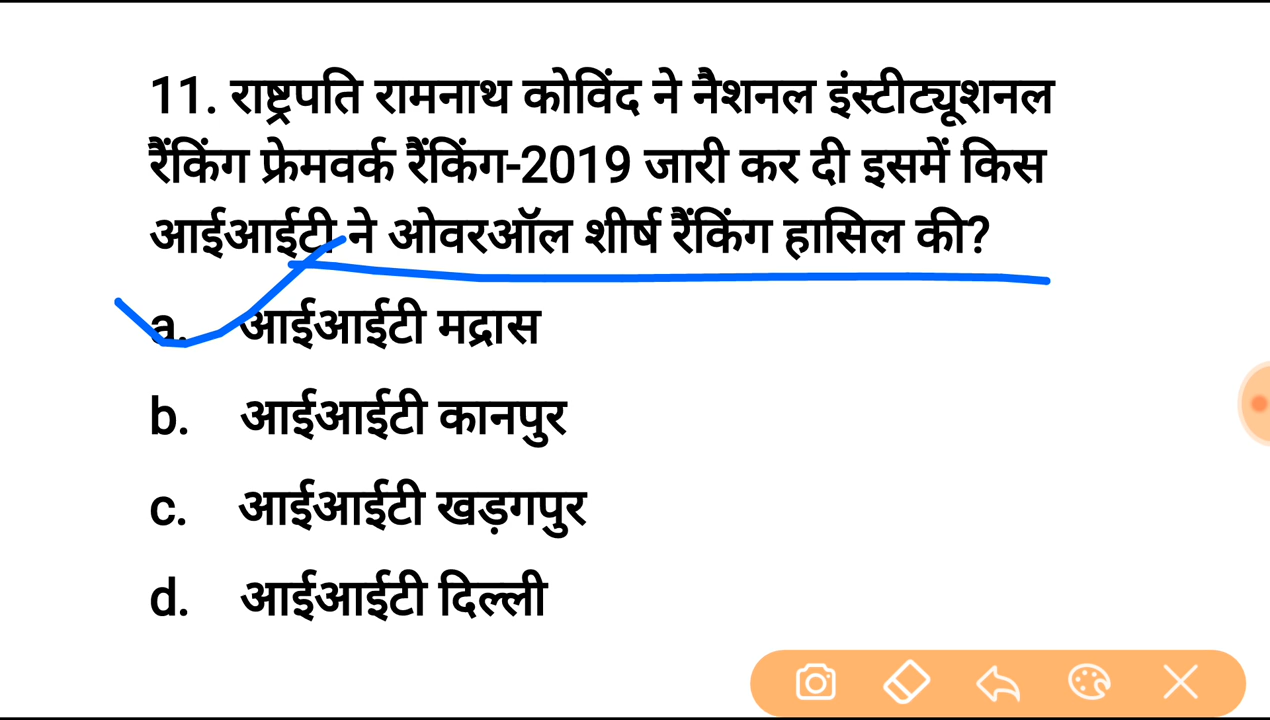 11. राष्ट्रपति रामनाथ कोविंद ने नैशनल इंस्टीट्यूशनल
रैंकिंग फ्रेमवर्क रैंकिंग-2019 जारी कर दी इसमें किस
आईआईटी ने ओवरऑल शीर्ष रैंकिंग हासिल की?
a. आईआईटी मद्रास
b. आईआईटी कानपुर
c. आईआईटी खड़गपुर
d. आईआईटी दिल्ली